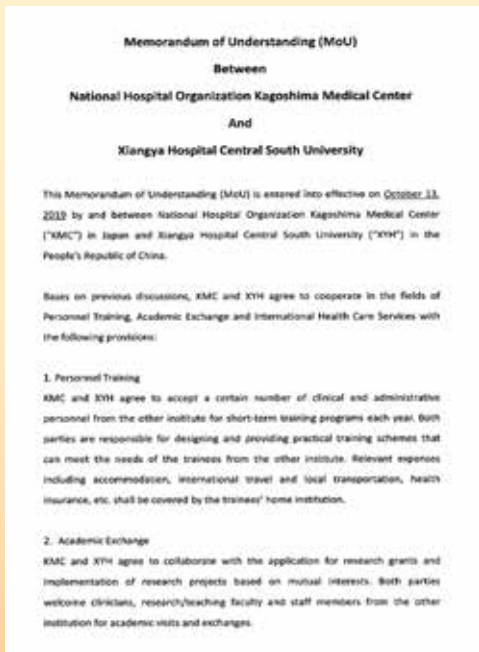 Memorandum of Understanding (MoU)
Between
National Hospital Organization Kagoshima Medical Center
And
Xiangya Hospital Central South University
This Memorandum of Understanding (MoU) is entered into effective on October 13,
2019 by and between National Hospital Organization Kagoshima Medical Center
("KMC") in Japan and Xiangya Hospital Central South University ("XYH") in the
People's Republic of China.
Bases on previous discussions, KMC and XYH agree to cooperate in the fields of
Personnel Training, Academic Exchange and International Health Care Services with
the following provisions:
1. Personnel Training
KMC and XYH agree to accept a certain number of clinical and administrative
personnel from the other institute for short-term training programs each year. Both
parties are responsible for designing and providing practical training schemes that
can meet the needs of the trainees from the other institute. Relevant expenses
including accommodation, international travel and local transportation, health
insurance, etc. shall be covered by the trainees' home institution.
2. Academic Exchange
KMC and XYH agree to collaborate with the application for research grants and
implementation of research projects based on mutual interests. Both parties
welcome clinicians, research/teaching faculty and staff members from the other
institution for academic visits and exchanges.